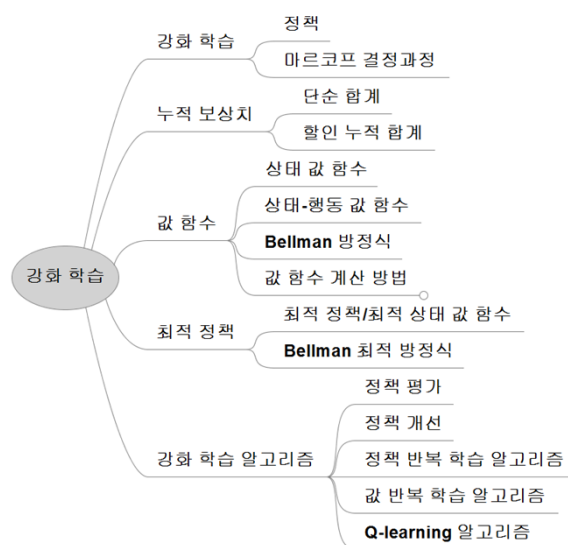 강화 학습
강화 학습
정책
마르코프 결정과정
누적 보상치
단순 합계
할인 누적 합계
값 함수
상태 값 함수
상태-행동 값 함수
Bellman 방정식
값 함수 계산 방법
최적 정책
최적 정책/최적 상태 값 함수
Bellman 최적 방정식
강화 학습 알고리즘
정책 평가
정책 개선
정책 반복 학습 알고리즘
값 반복 학습 알고리즘
Q-learning 알고리즘